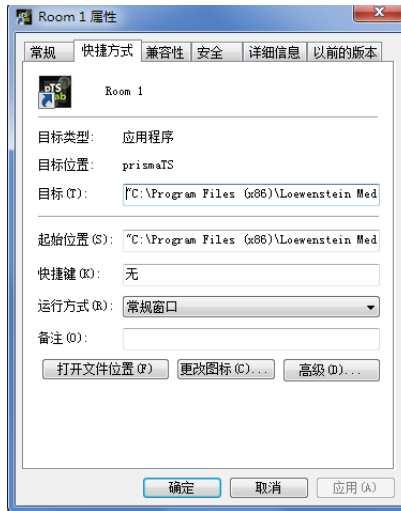 Room 1 属性
常规 快捷方式 兼容性 安全 详细信息 以前的版本
pTS
Room 1
目标类型: 应用程序
目标位置: prismaTS
目标(T): "C:\Program Files (x86)\Loewenstein Med
起始位置(S): "C:\Program Files (x86)\Loewenstein Med
快捷键(K): 无
运行方式(R): 常规窗口
备注(O):
打开文件位置(F) 更改图标(C)... 高级(D)...
确定 取消 应用(A)